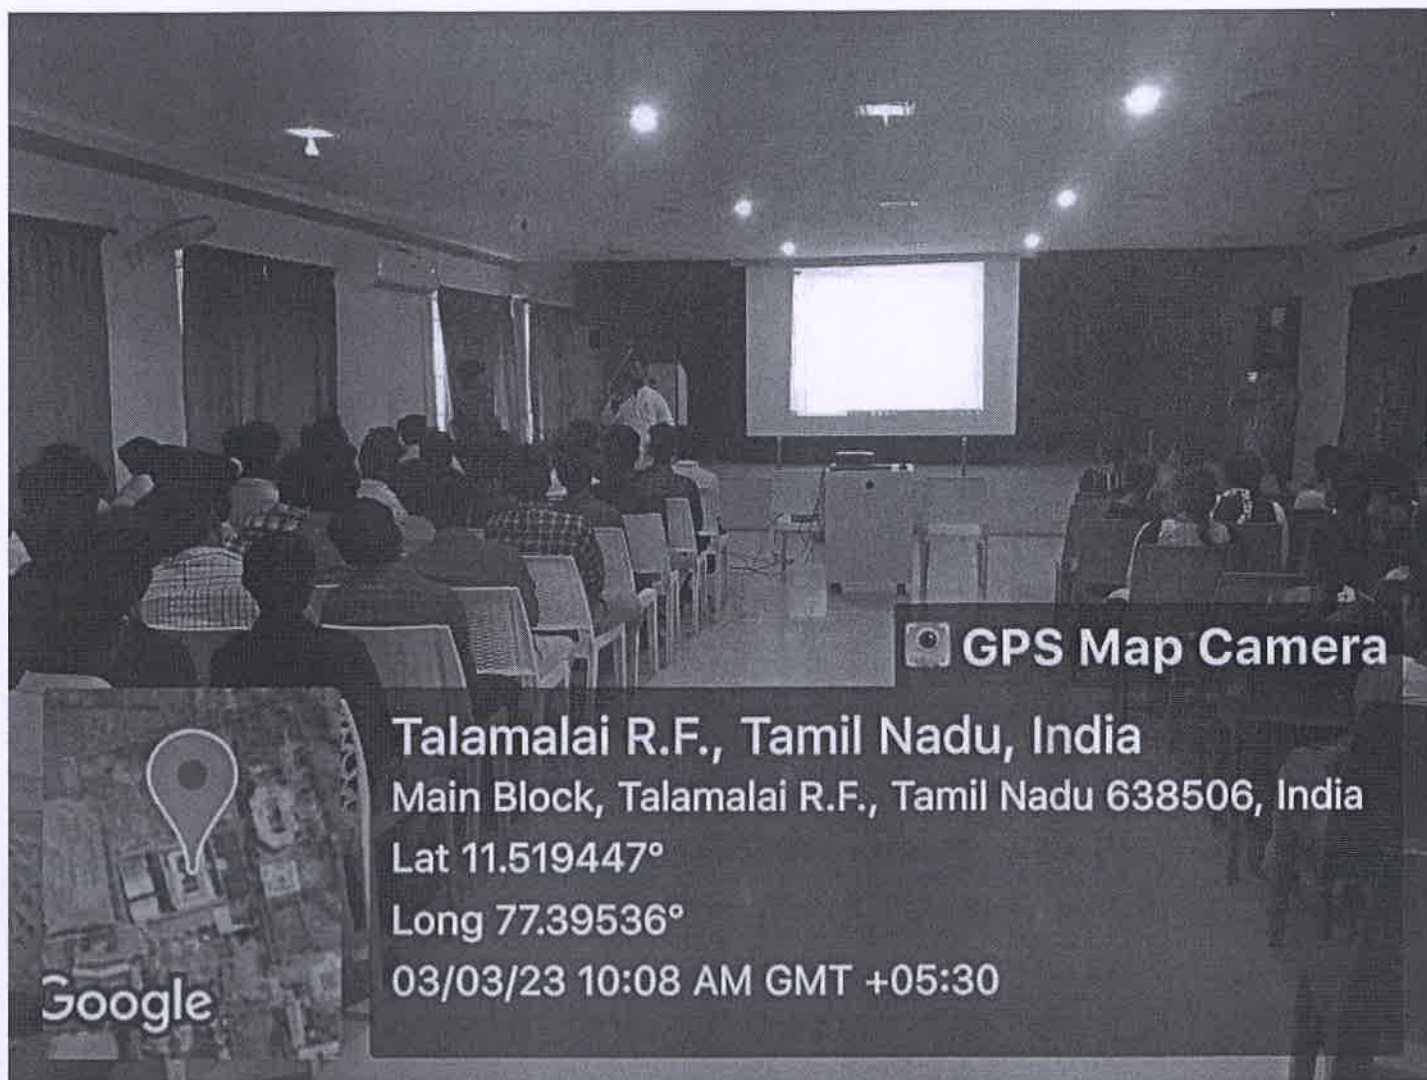 GPS Map Camera
Talamalai R.F., Tamil Nadu, India
Main Block, Talamalai R.F., Tamil Nadu 638506, India
Lat 11.519447°
Long 77.39536°
03/03/23 10:08 AM GMT +05:30
Google